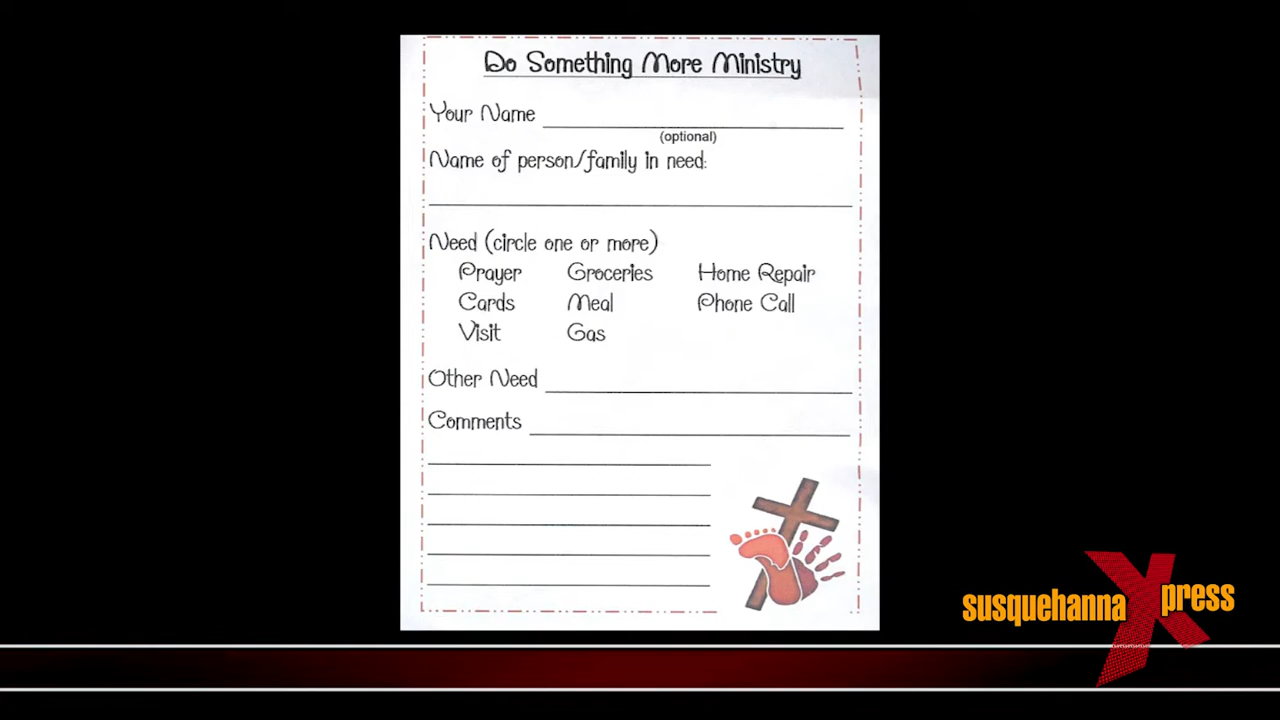 Do Something More Ministry
Your Name
(optional)
Name of person/family in need:
Need (circle one or more)
Prayer Groceries Home Repair
Cards Meal Phone Call
Visit Gas
Other Need
Comments
susquehanna Xpress